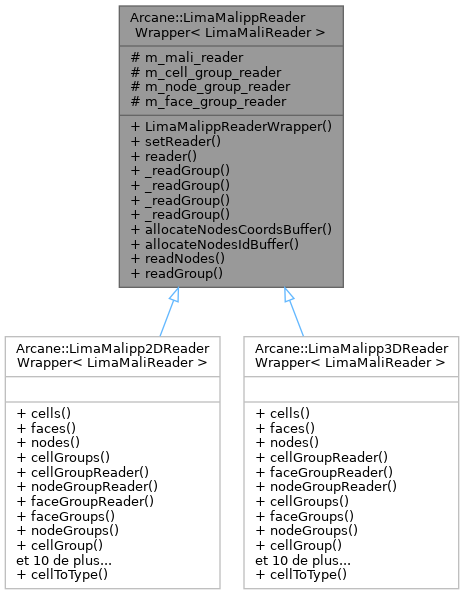 Arcane::LimaMalippReader
Wrapper< LimaMaliReader >
# m_mali_reader
# m_cell_group_reader
# m_node_group_reader
# m_face_group_reader
+ LimaMalippReaderWrapper()
+ setReader()
+ reader()
+ _readGroup()
+ _readGroup()
+ _readGroup()
+ _readGroup()
+ allocateNodesCoordsBuffer()
+ allocateNodesIdBuffer()
+ readNodes()
+ readGroup()
Arcane::LimaMalipp2DReader
Wrapper< LimaMaliReader >
+ cells()
+ faces()
+ nodes()
+ cellGroups()
+ cellGroupReader()
+ nodeGroupReader()
+ faceGroupReader()
+ faceGroups()
+ nodeGroups()
+ cellGroup()
et 10 de plus...
+ cellToType()
Arcane::LimaMalipp3DReader
Wrapper< LimaMaliReader >
+ cells()
+ faces()
+ nodes()
+ cellGroupReader()
+ faceGroupReader()
+ nodeGroupReader()
+ cellGroups()
+ faceGroups()
+ nodeGroups()
+ cellGroup()
et 10 de plus...
+ cellToType()